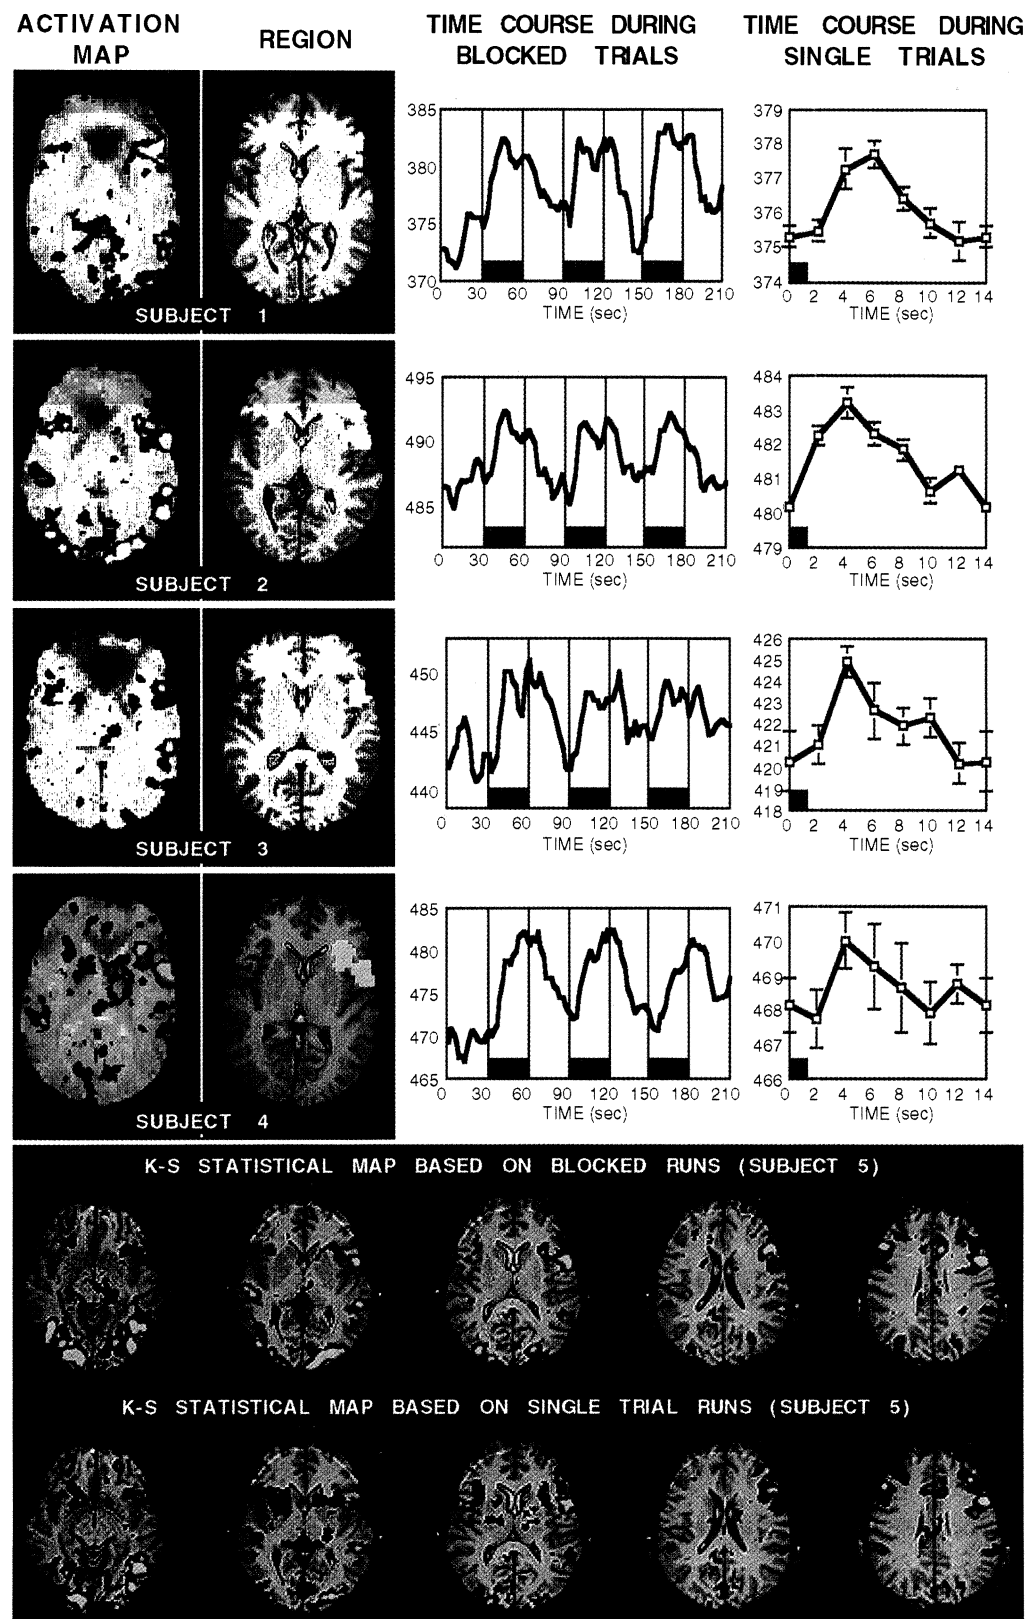 ACTIVATION MAP
REGION
TIME COURSE DURING BLOCKED TRIALS
TIME COURSE DURING SINGLE TRIALS
SUBJECT 1
385
380
375
370
0 30 60 90 120 150 180 210
TIME (sec)
379
378
377
376
375
374
0 2 4 6 8 10 12 14
TIME (sec)
SUBJECT 2
495
490
485
0 30 60 90 120 150 180 210
TIME (sec)
484
483
482
481
480
479
0 2 4 6 8 10 12 14
TIME (sec)
SUBJECT 3
450
445
440
0 30 60 90 120 150 180 210
TIME (sec)
426
425
424
423
422
421
420
419
418
0 2 4 6 8 10 12 14
TIME (sec)
SUBJECT 4
485
480
475
470
465
0 30 60 90 120 150 180 210
TIME (sec)
471
470
469
468
467
466
0 2 4 6 8 10 12 14
TIME (sec)
K-S STATISTICAL MAP BASED ON BLOCKED RUNS (SUBJECT 5)
K-S STATISTICAL MAP BASED ON SINGLE TRIAL RUNS (SUBJECT 5)